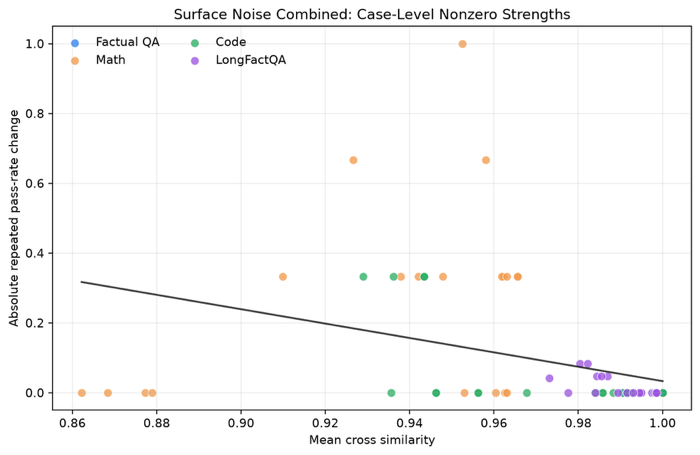 Surface Noise Combined: Case-Level Nonzero Strengths
Factual QA
Math
Code
LongFactQA
Absolute repeated pass-rate change
1.0
0.8
0.6
0.4
0.2
0.0
0.86
0.88
0.90
0.92
0.94
0.96
0.98
1.00
Mean cross similarity